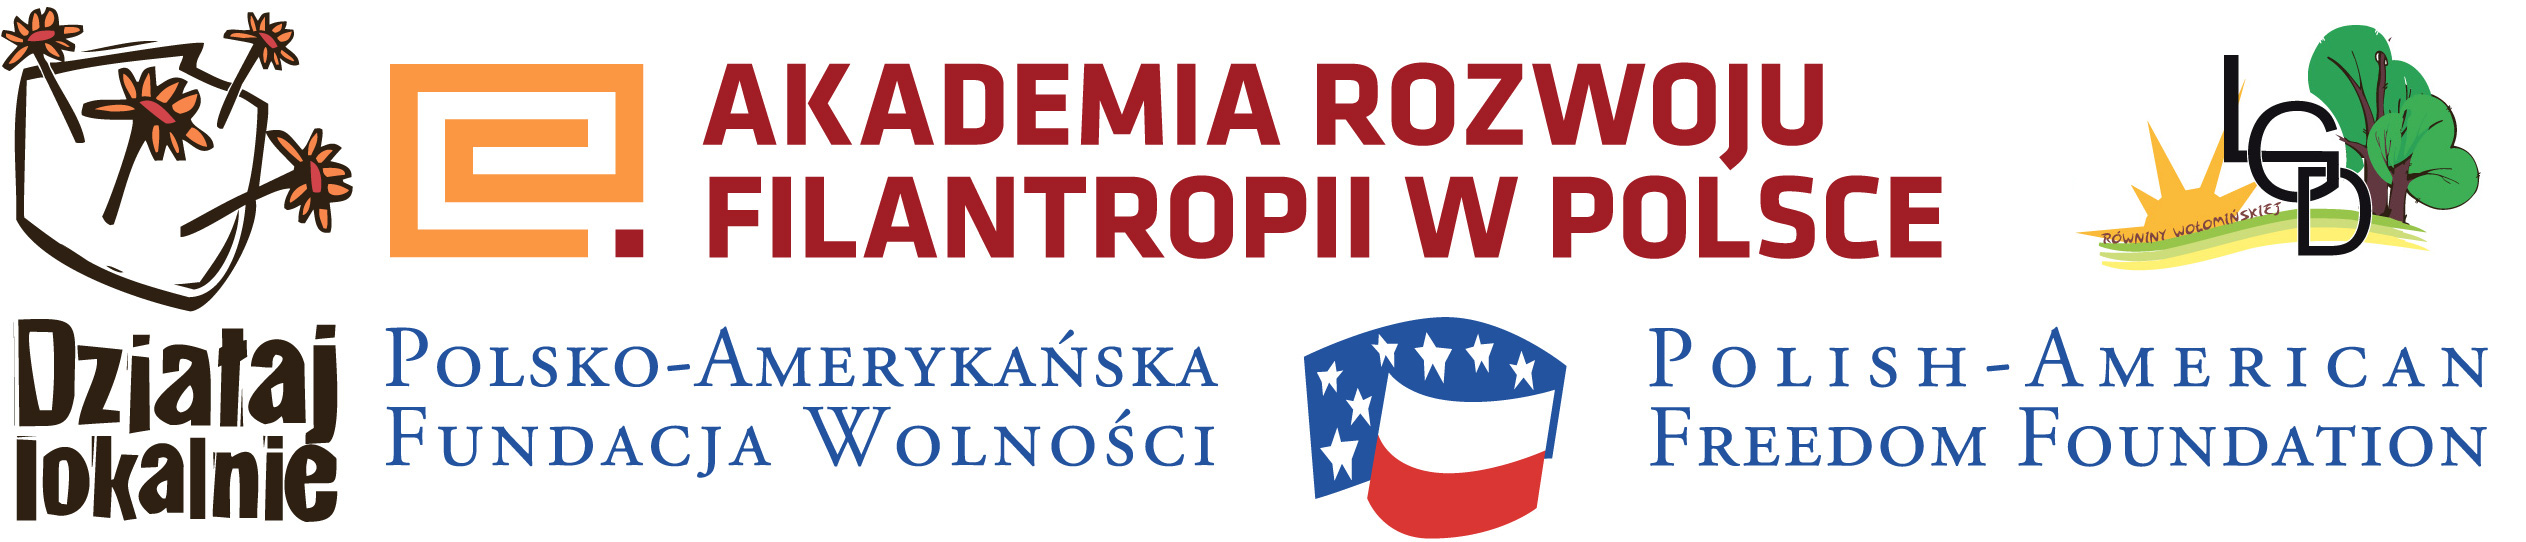 Działaj
lokalnie
AKADEMIA ROZWOJU
FILANTROPII W POLSCE
LGD
RÓWNINY WOŁOMIŃSKIEJ
POLSKO-AMERYKAŃSKA
FUNDACJA WOLNOŚCI
POLISH-AMERICAN
FREEDOM FOUNDATION